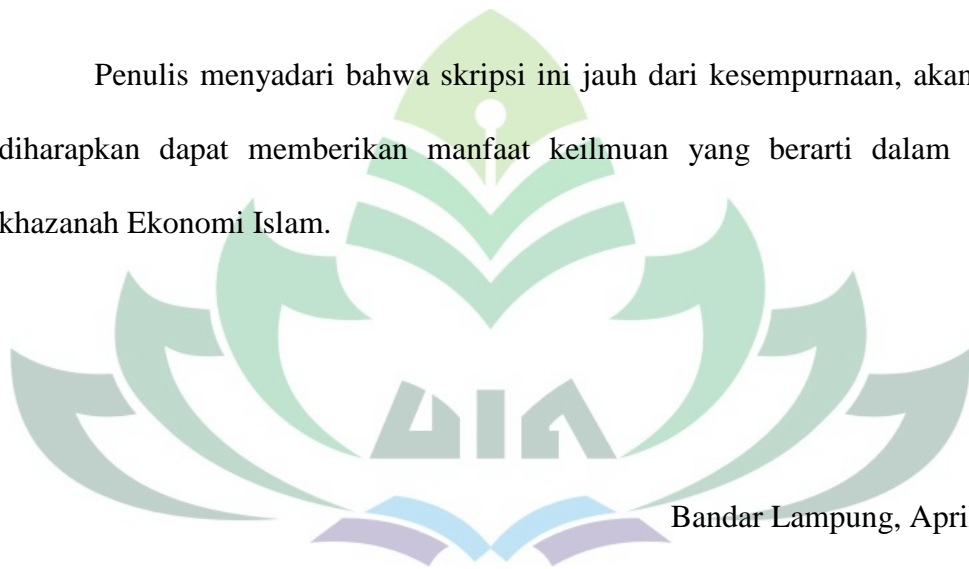 Penulis menyadari bahwa skripsi ini jauh dari kesempurnaan, akan
diharapkan dapat memberikan manfaat keilmuan yang berarti dalam
khazanah Ekonomi Islam.
UIN
Bandar Lampung, Apri